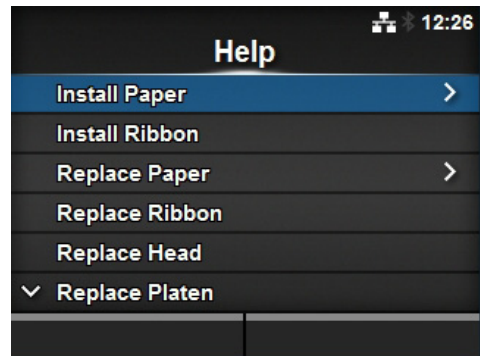 12:26
Help
Install Paper
Install Ribbon
Replace Paper
Replace Ribbon
Replace Head
Replace Platen